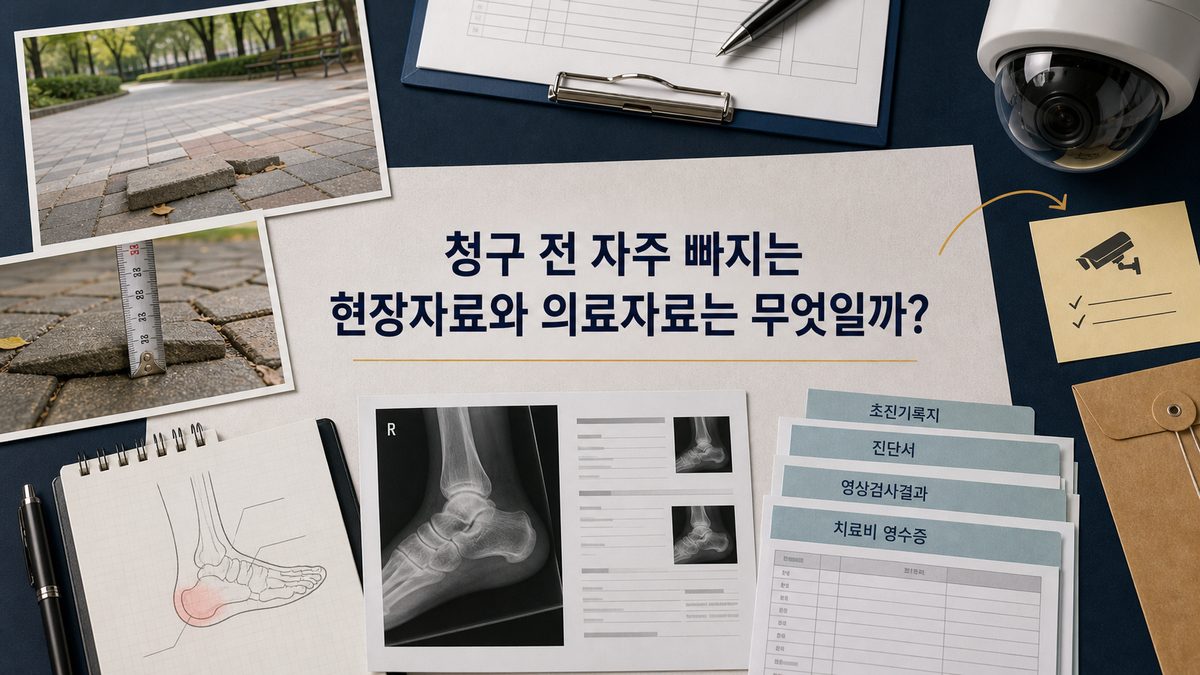 청구 전 자주 빠지는
현장자료와 의료자료는 무엇일까?
R
초진기록지
진단서
영상검사결과
치료비 영수증